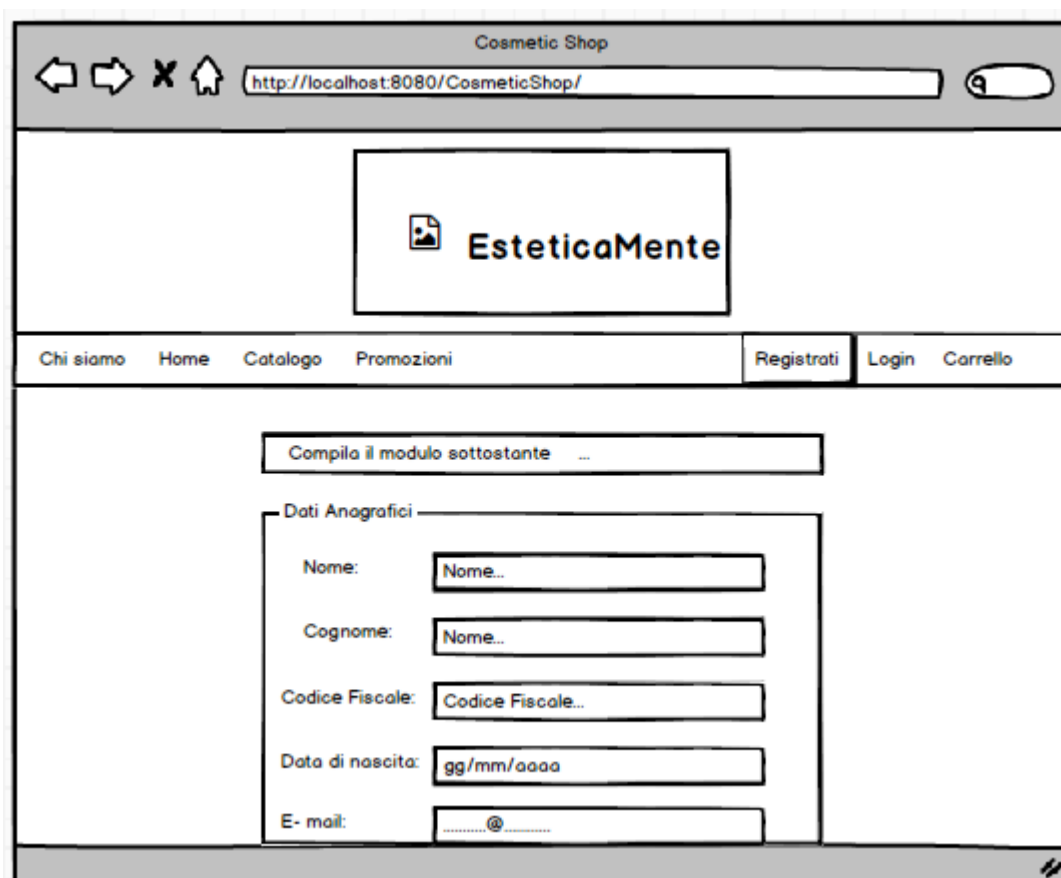 Cosmetic Shop
http://localhost:8080/CosmeticShop/
EsteticaMente
Chi siamo Home Catalogo Promozioni Registrati Login Carrello
Compila il modulo sottostante ...
Dati Anagrafici
Nome: Nome...
Cognome: Nome...
Codice Fiscale: Codice Fiscale...
Data di nascita: gg/mm/aaaa
E- mail: ..........@...........